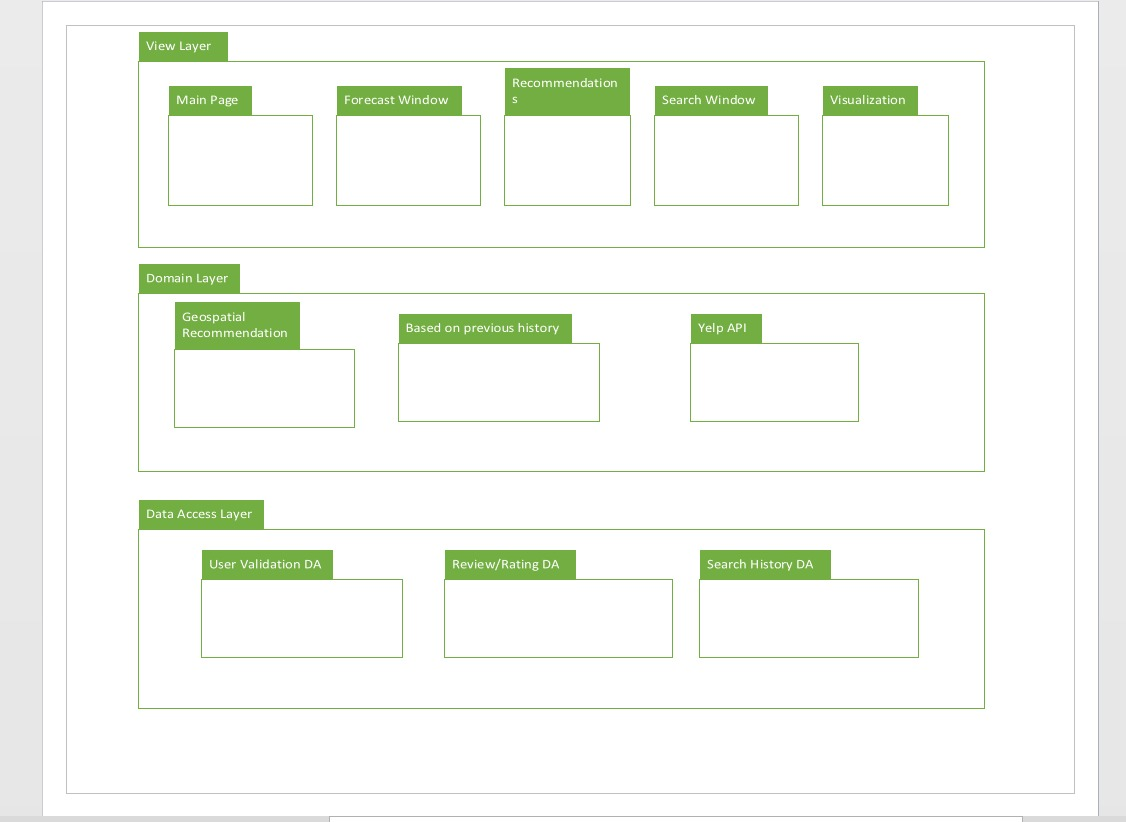 View Layer
Main Page
Forecast Window
Recommendation
s
Search Window
Visualization
Domain Layer
Geospatial
Recommendation
Based on previous history
Yelp API
Data Access Layer
User Validation DA
Review/Rating DA
Search History DA